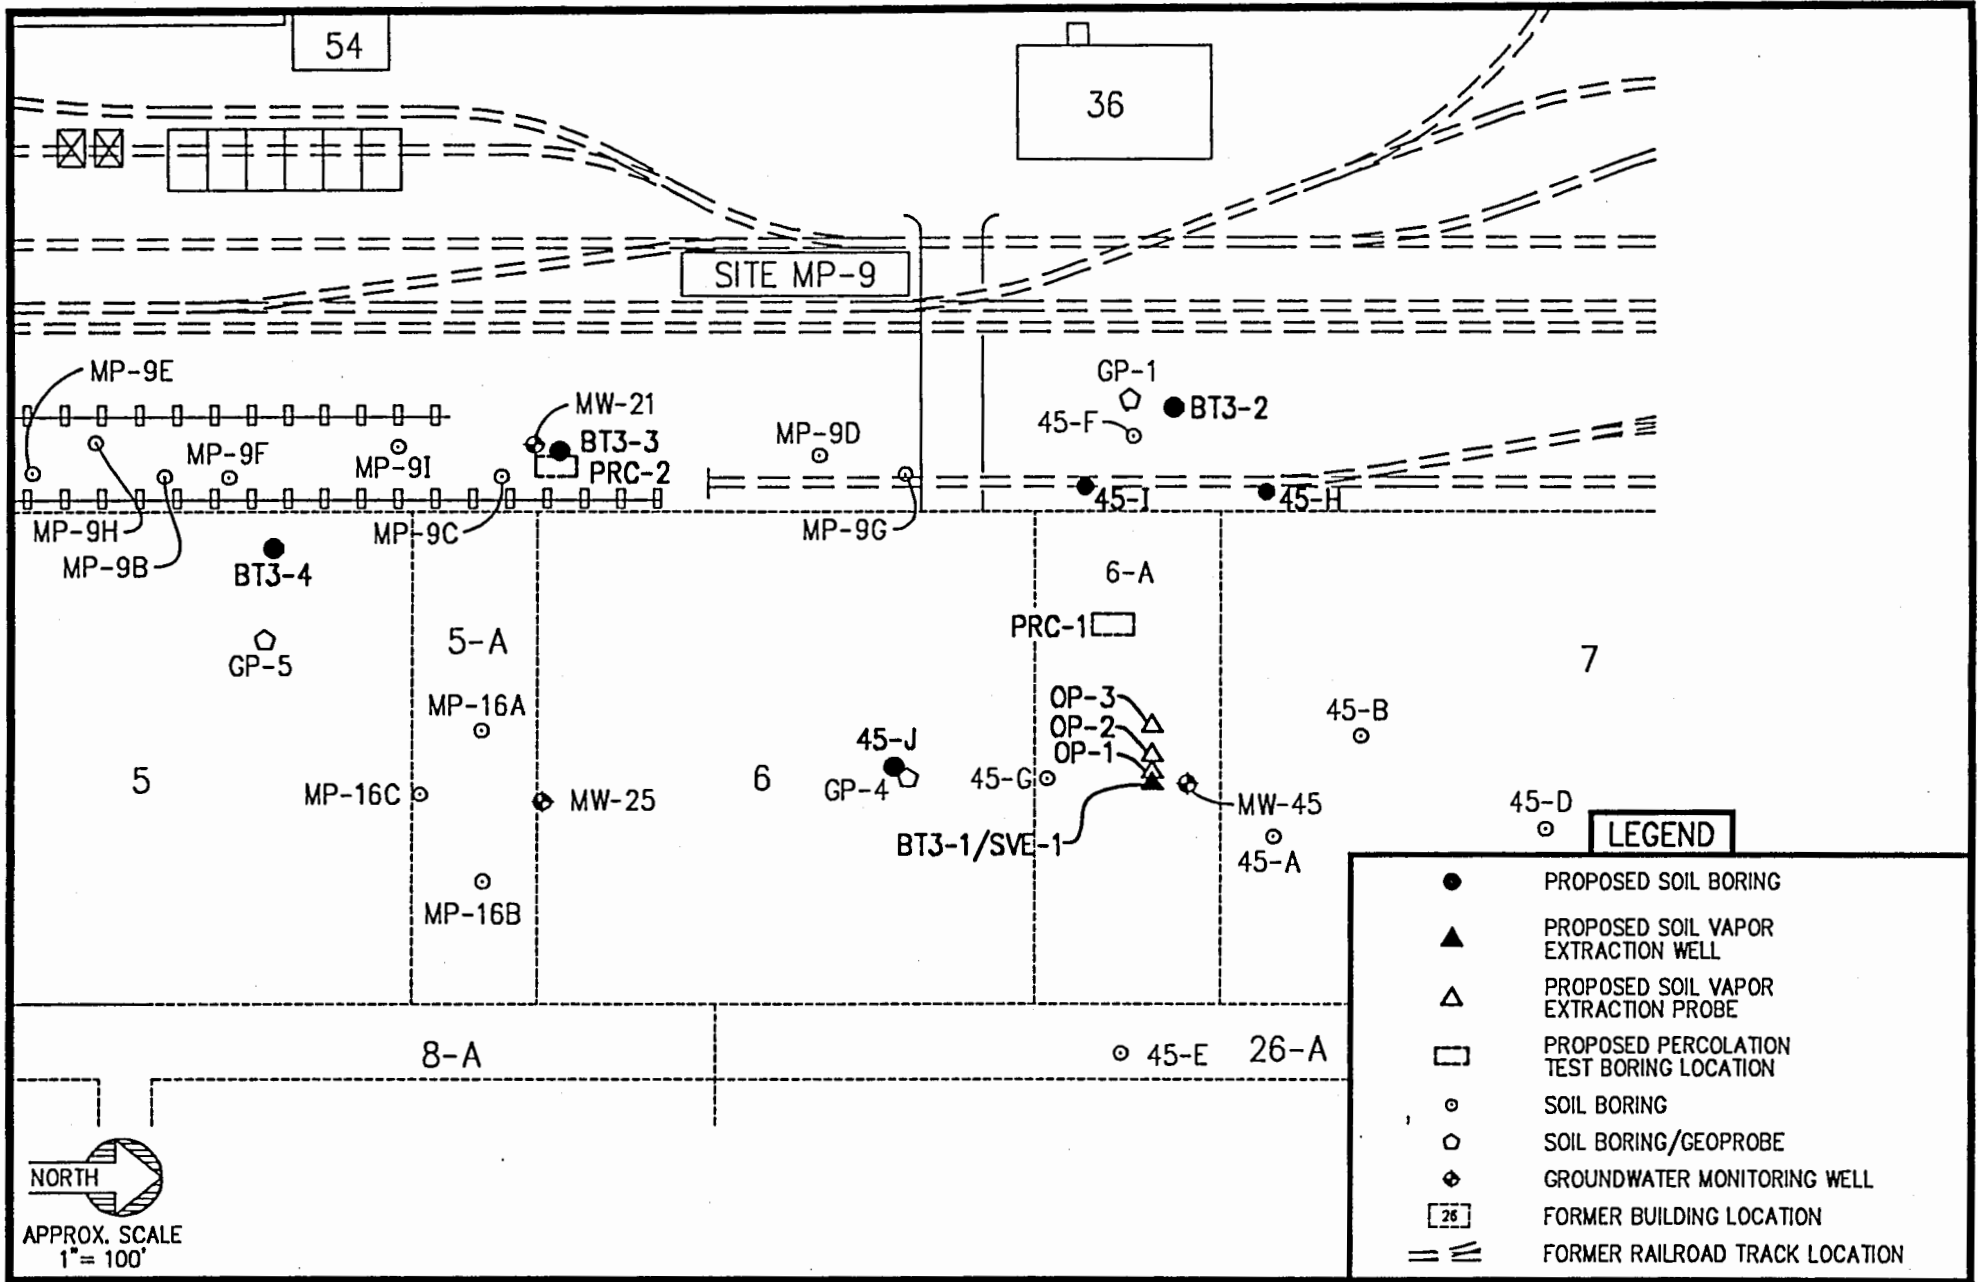 54
36
SITE MP-9
MP-9E
GP-1
MW-21
BT3-2
45-F
MP-9D
BT3-3
MP-9F
MP-9I
PRC-2
45-I
45-H
MP-9H
MP-9C
MP-9G
MP-9B
BT3-4
6-A
PRC-1
5-A
GP-5
7
OP-3
MP-16A
45-B
OP-2
45-J
OP-1
5
6
45-G
GP-4
MP-16C
MW-25
MW-45
45-D
BT3-1/SVE-1
45-A
MP-16B
8-A
45-E
26-A
NORTH
APPROX. SCALE
1"= 100'
LEGEND
PROPOSED SOIL BORING
PROPOSED SOIL VAPOR
EXTRACTION WELL
PROPOSED SOIL VAPOR
EXTRACTION PROBE
PROPOSED PERCOLATION
TEST BORING LOCATION
SOIL BORING
SOIL BORING/GEOPROBE
GROUNDWATER MONITORING WELL
26
FORMER BUILDING LOCATION
FORMER RAILROAD TRACK LOCATION